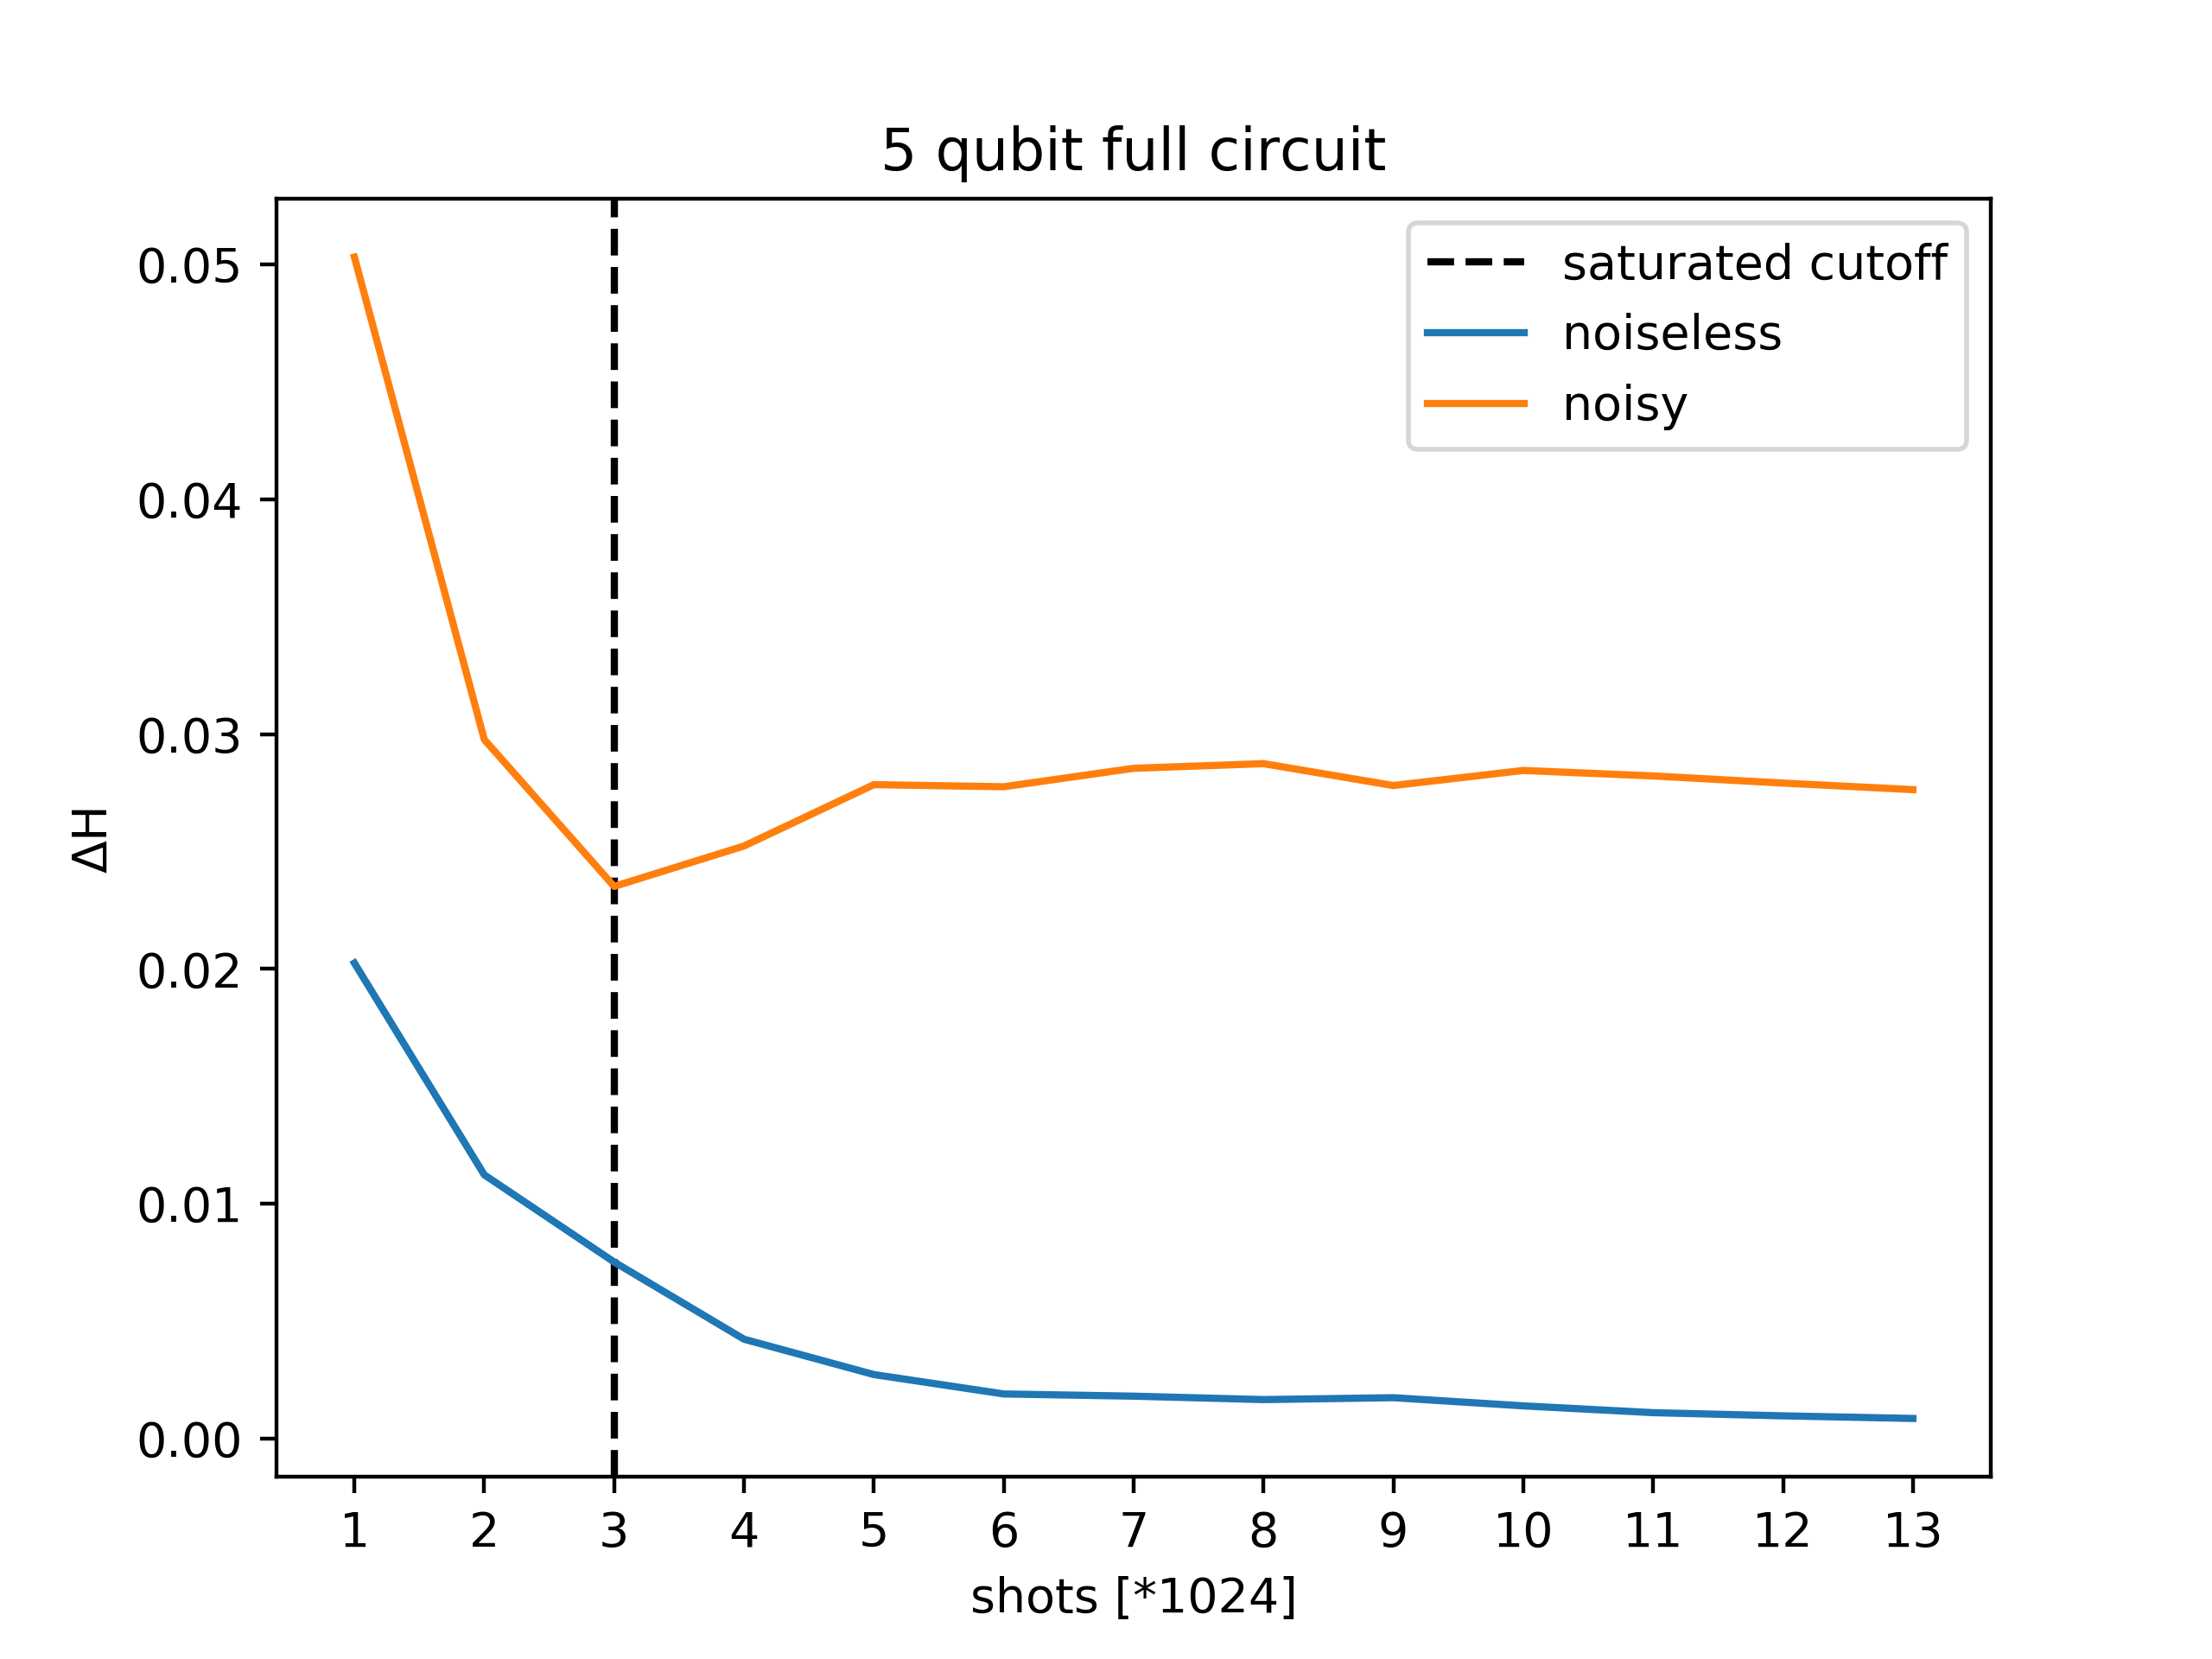 5 qubit full circuit
saturated cutoff
noiseless
noisy
0.05
0.04
0.03
0.02
0.01
0.00
ΔH
1 2 3 4 5 6 7 8 9 10 11 12 13
shots [*1024]